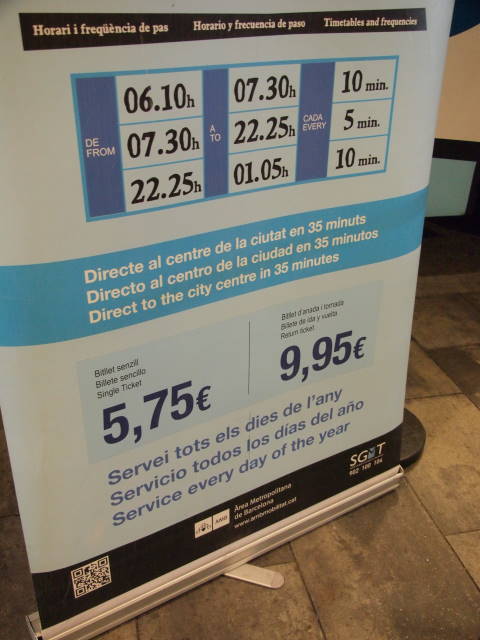 Horari i freqüència de pas
Horario y frecuencia de paso
Timetables and frequencies
DE
FROM
06.10h
07.30h
22.25h
A
TO
07.30h
22.25h
01.05h
CADA
EVERY
10 min.
5 min.
10 min.
Directe al centre de la ciutat en 35 minuts
Directo al centro de la ciudad en 35 minutos
Direct to the city centre in 35 minutes
Bitllet senzill
Billete sencillo
Single Ticket
5,75€
Bitllet d'anada i tornada
Billete de ida y vuelta
Return ticket
9,95€
Servei tots els dies de l'any
Servicio todos los días del año
Service every day of the year
AMB
Àrea Metropolitana
de Barcelona
www.ambmobilitat.cat
SGMT
902 100 104